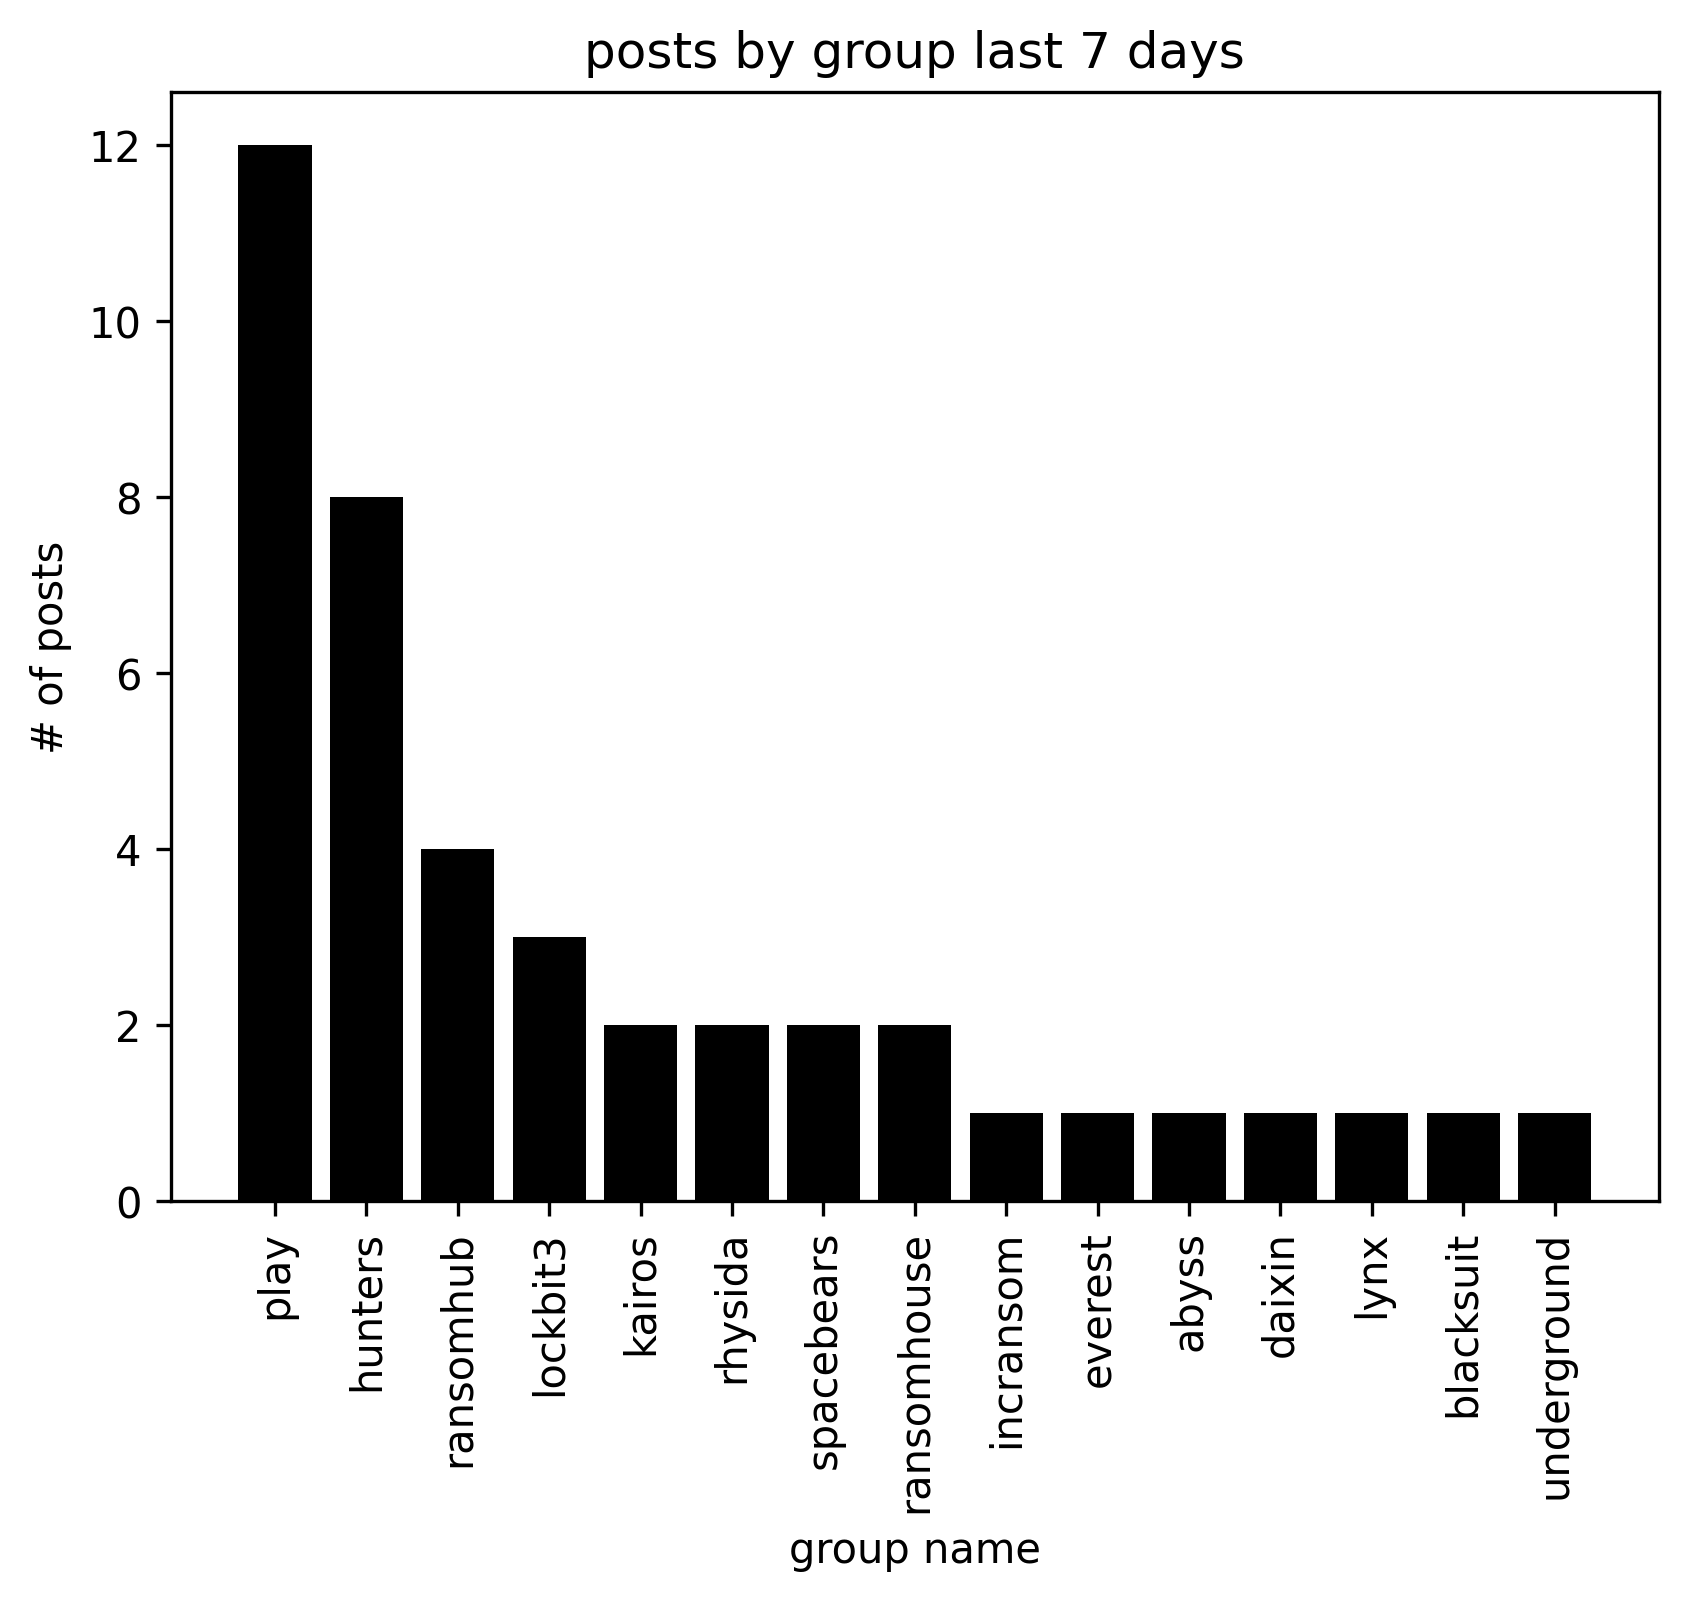 posts by group last 7 days
12
10
8
6
4
2
0
# of posts
play
hunters
ransomhub
lockbit3
kairos
rhysida
spacebears
ransomhouse
incransom
everest
abyss
daixin
lynx
blacksuit
underground
group name